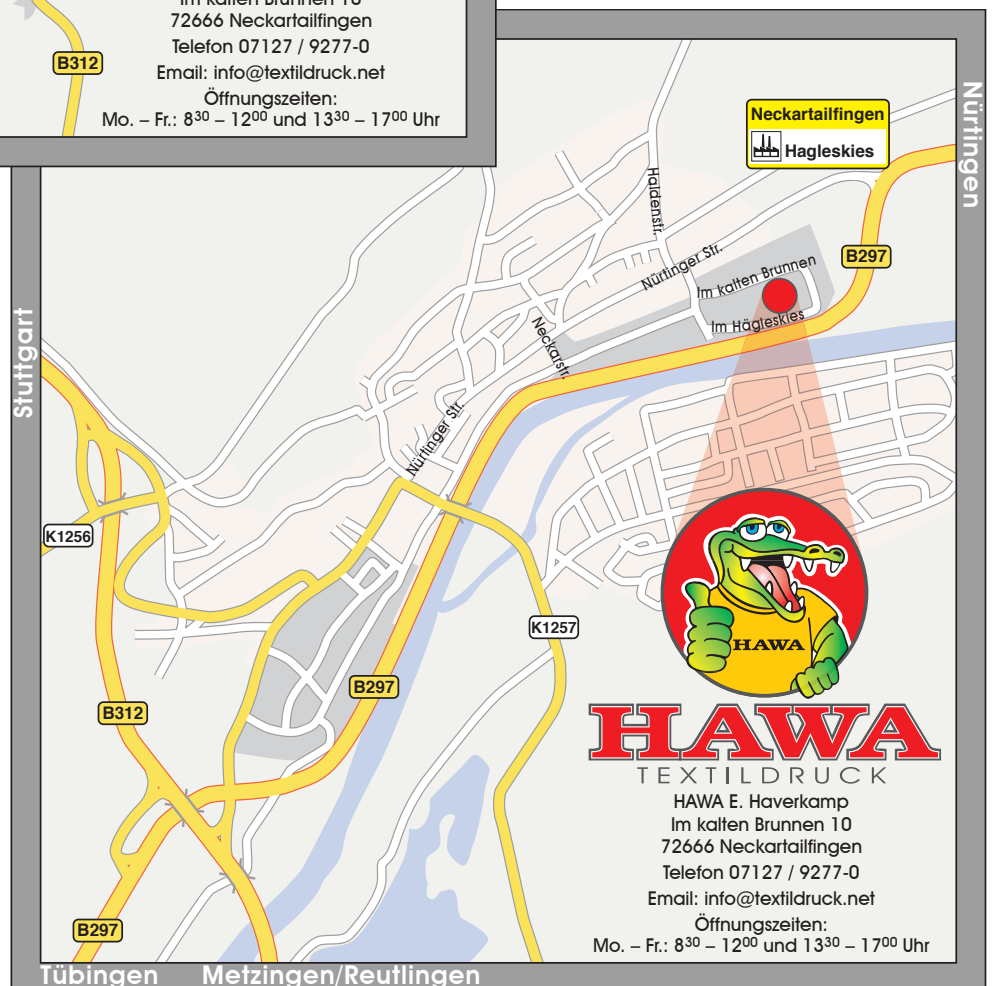 Im kalten Brunnen 10
72666 Neckartailfingen
Telefon 07127 / 9277-0
Email: info@textildruck.net
Öffnungszeiten:
Mo. – Fr.: 8³⁰ – 12⁰⁰ und 13³⁰ – 17⁰⁰ Uhr
B312
Nürtingen
Neckartailfingen
Hagleskies
Haldenstr.
Nürtinger Str.
Im kalten Brunnen
B297
Im Hägleskies
Neckarstr.
Stuttgart
Nürtinger Str.
K1256
K1257
B297
B312
HAWA
HAWA
TEXTILDRUCK
HAWA E. Haverkamp
Im kalten Brunnen 10
72666 Neckartailfingen
Telefon 07127 / 9277-0
Email: info@textildruck.net
Öffnungszeiten:
Mo. – Fr.: 8³⁰ – 12⁰⁰ und 13³⁰ – 17⁰⁰ Uhr
B297
Tübingen
Metzingen/Reutlingen